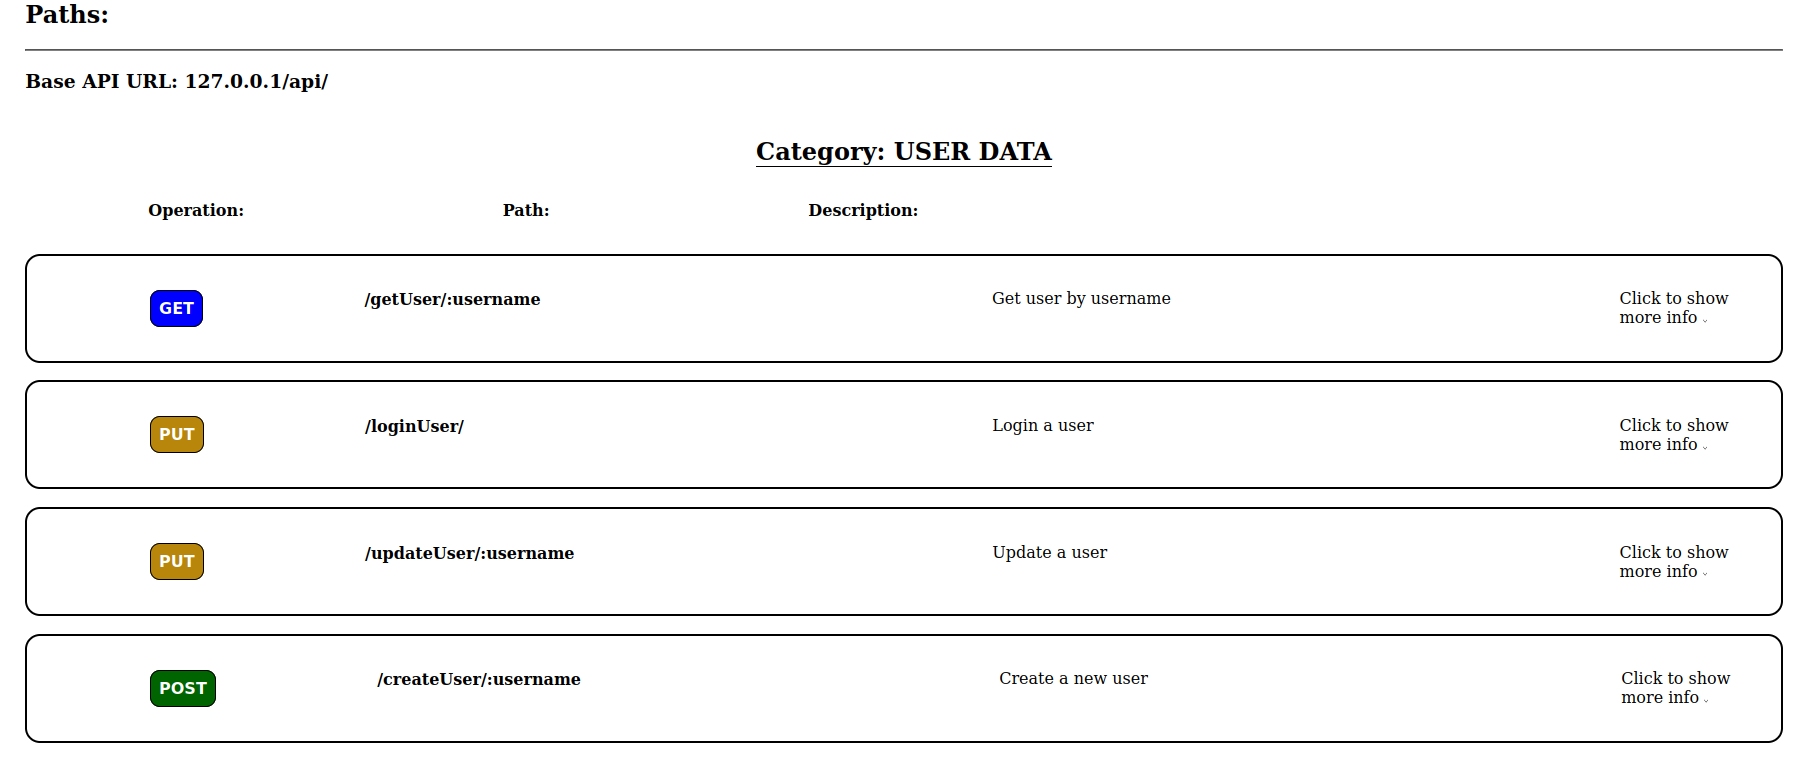 Paths:
Base API URL: 127.0.0.1/api/
Category: USER DATA
Operation: Path: Description:
GET /getUser/:username Get user by username Click to show
more info
PUT /loginUser/ Login a user Click to show
more info
PUT /updateUser/:username Update a user Click to show
more info
POST /createUser/:username Create a new user Click to show
more info